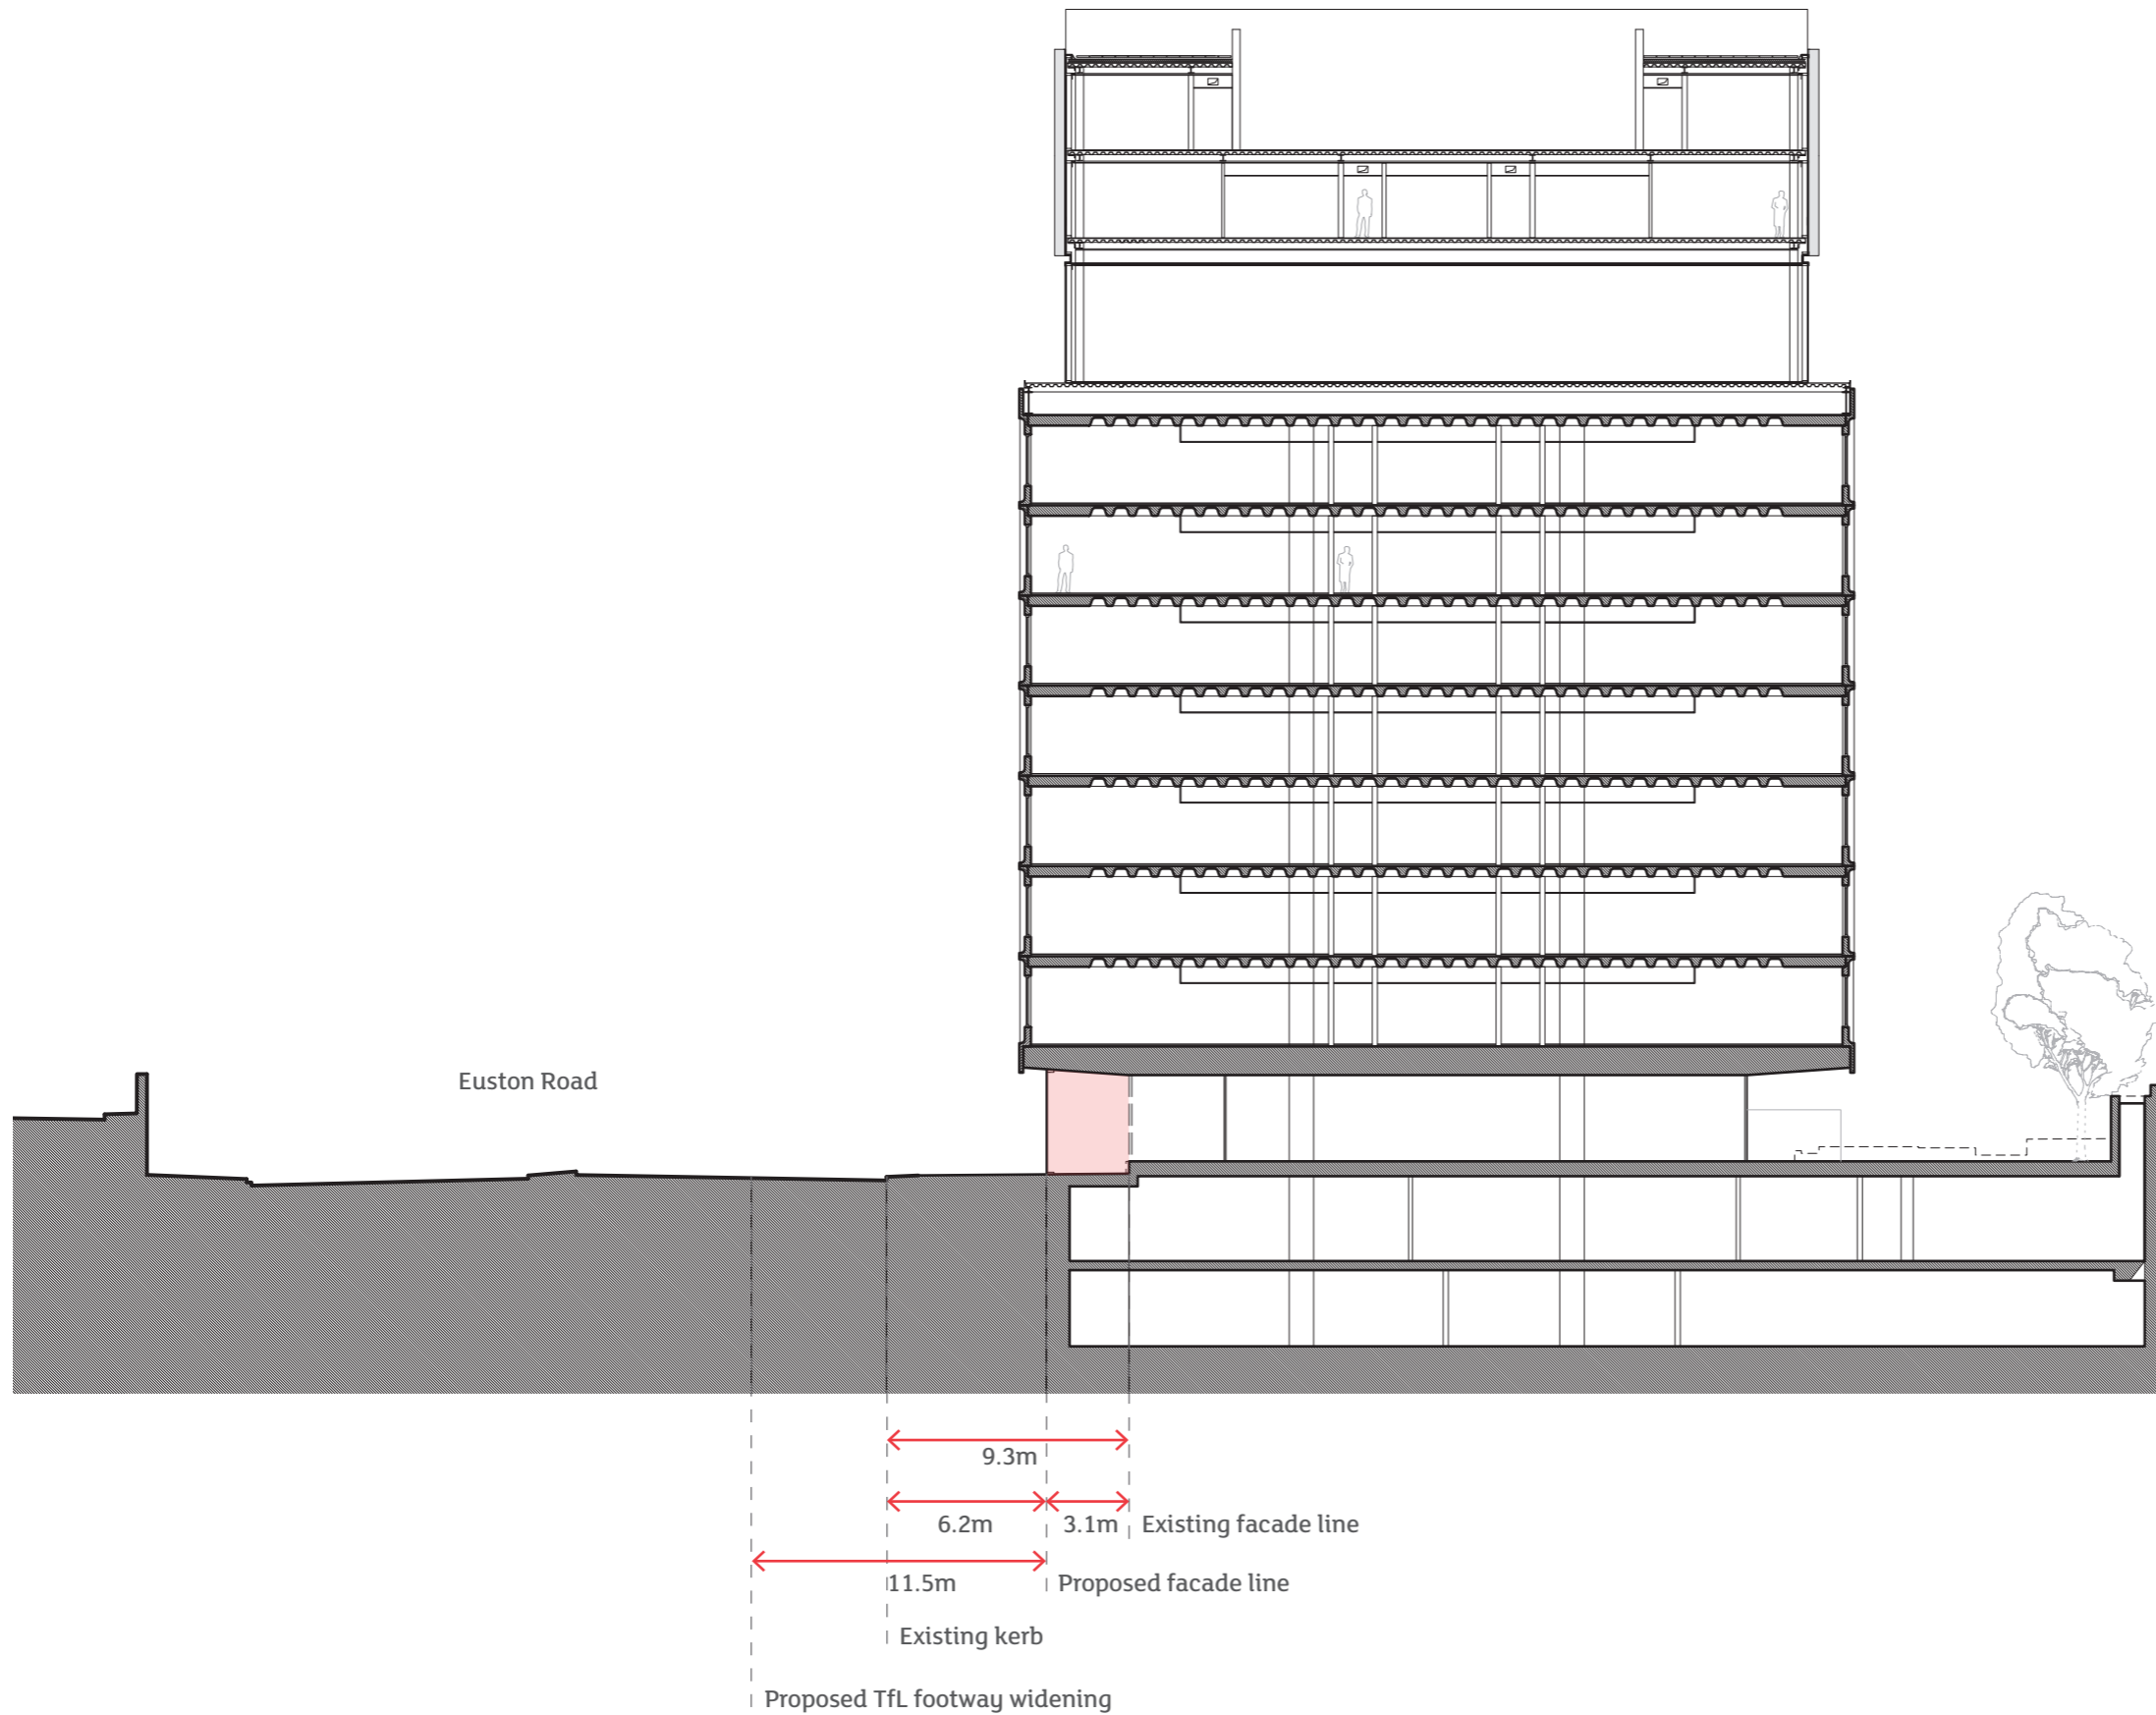 Euston Road
9.3m
6.2m
3.1m
Existing facade line
11.5m
Proposed facade line
Existing kerb
Proposed TfL footway widening